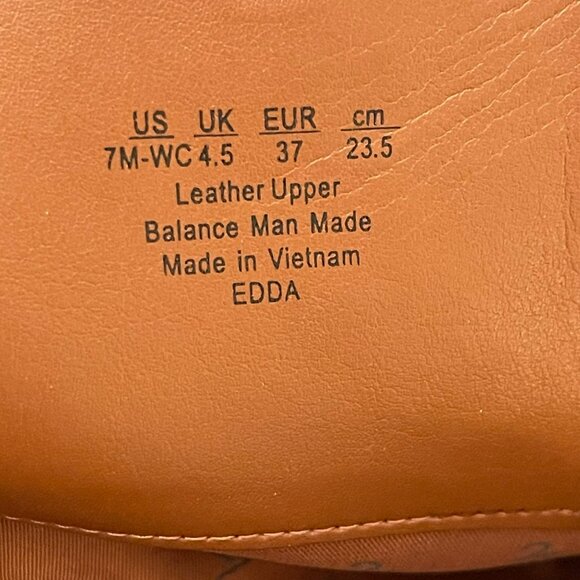 US UK EUR cm
7M-WC 4.5 37 23.5
Leather Upper
Balance Man Made
Made in Vietnam
EDDA